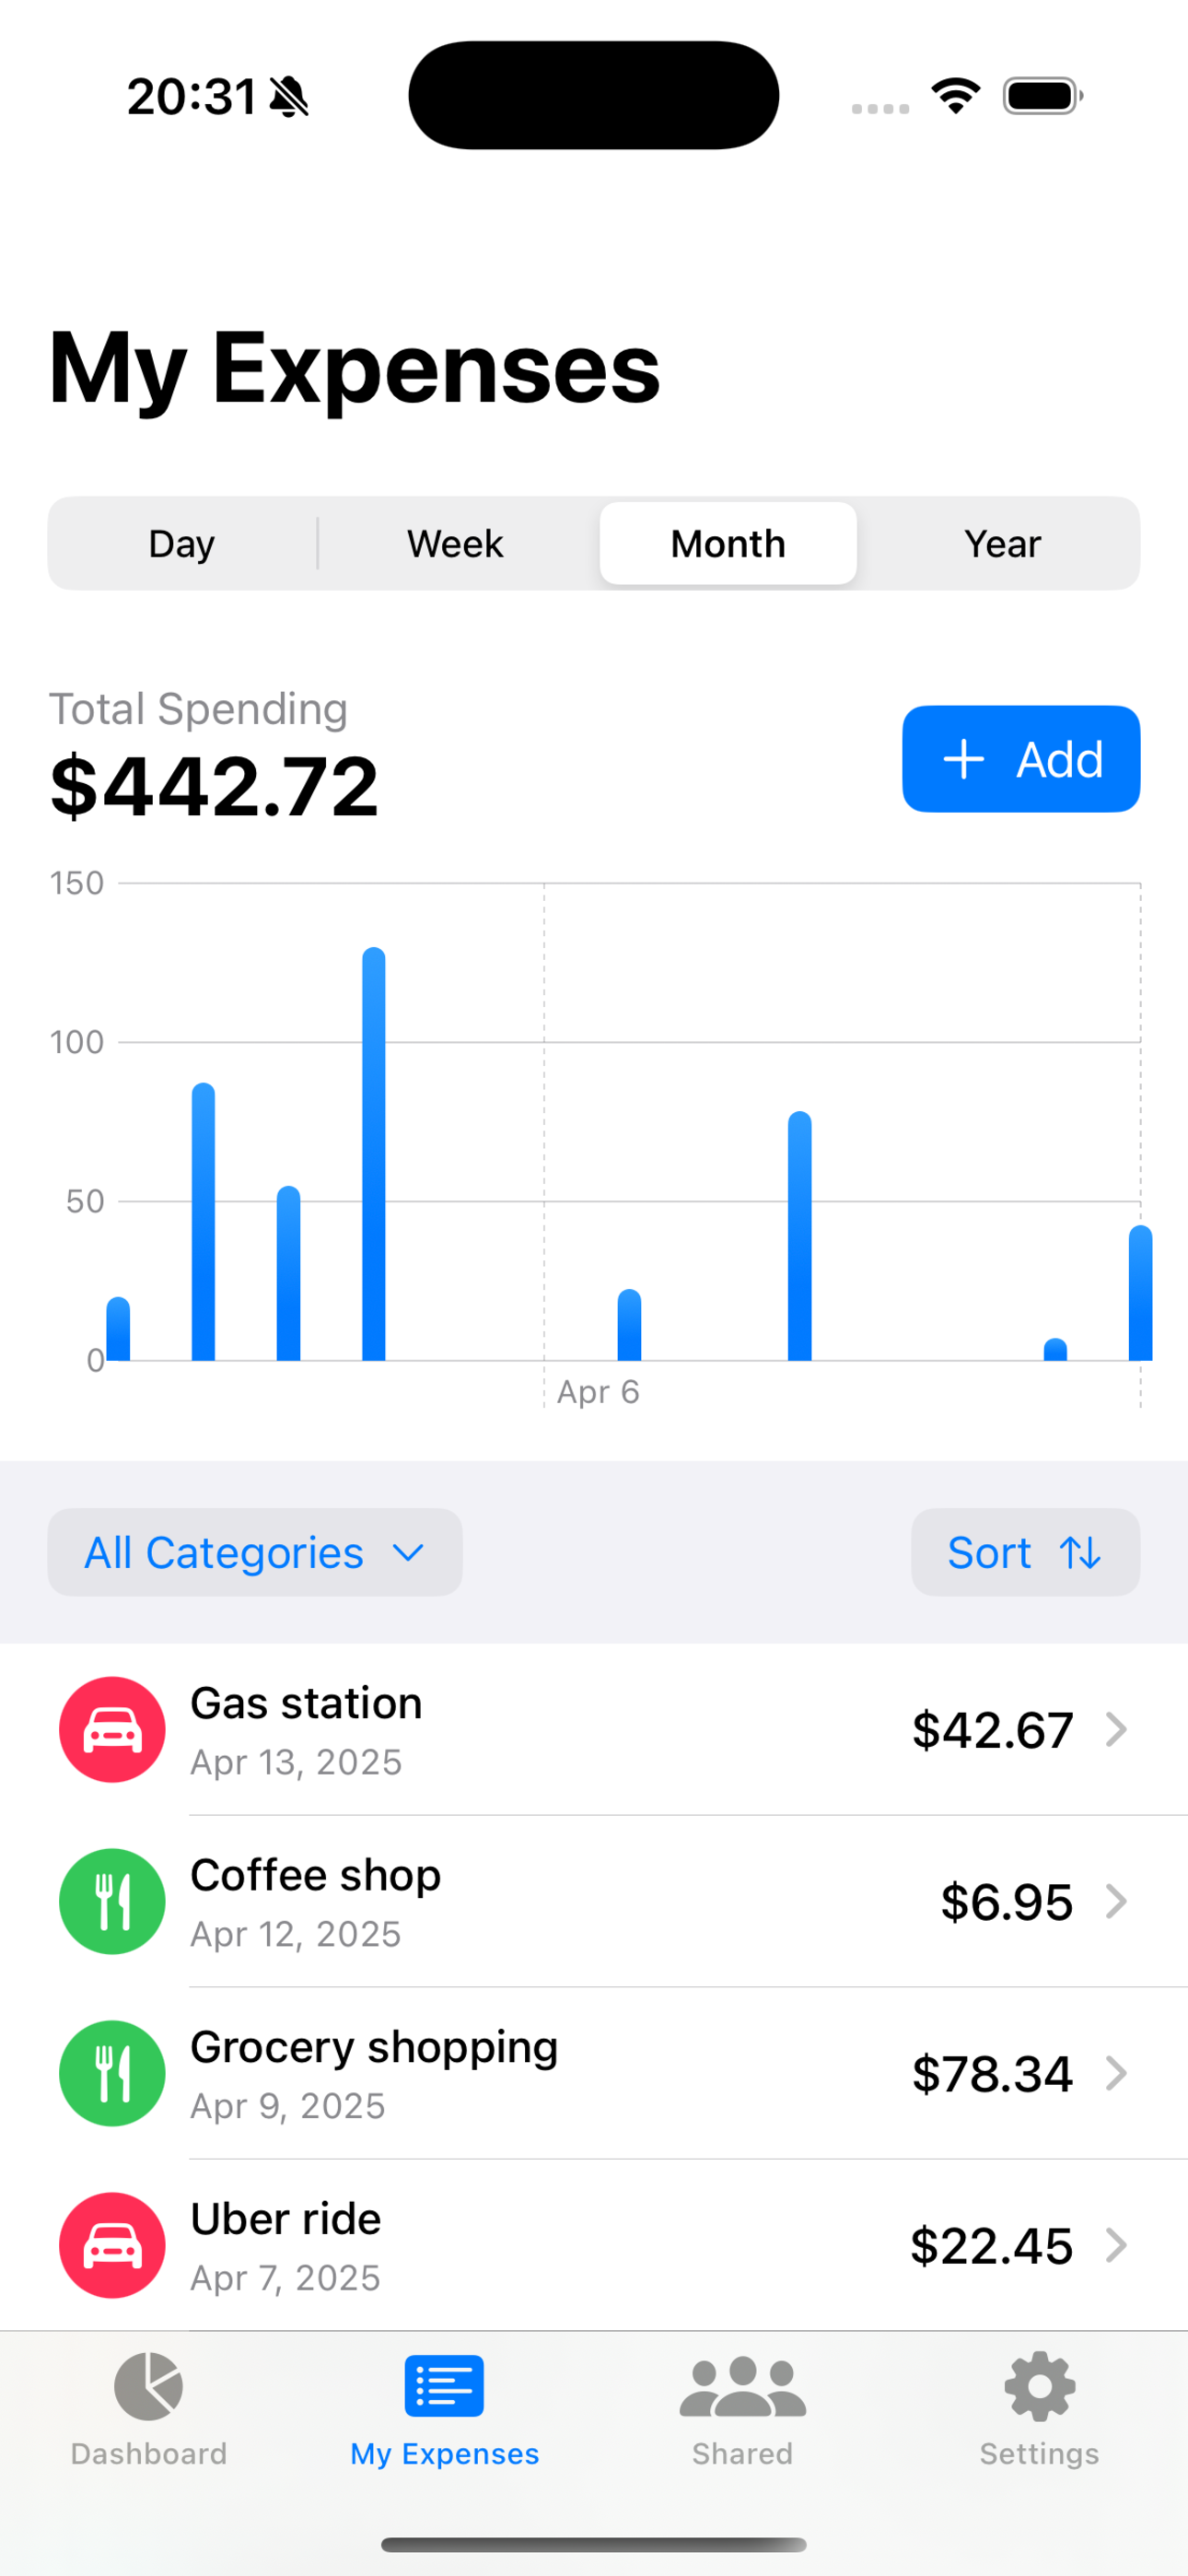 20:31
My Expenses
Day Week Month Year
Total Spending
$442.72
+ Add
150
100
50
0
Apr 6
All Categories
Sort
Gas station
Apr 13, 2025
$42.67
Coffee shop
Apr 12, 2025
$6.95
Grocery shopping
Apr 9, 2025
$78.34
Uber ride
Apr 7, 2025
$22.45
Dashboard My Expenses Shared Settings